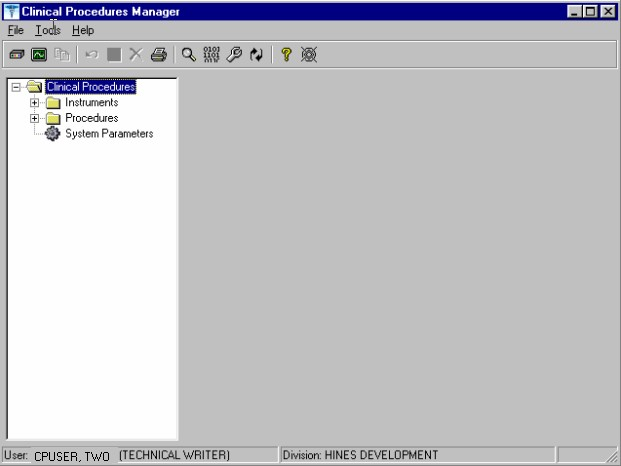 Clinical Procedures Manager
File Tools Help
Clinical Procedures
Instruments
Procedures
System Parameters
User: CPUSER, TWO (TECHNICAL WRITER) Division: HINES DEVELOPMENT